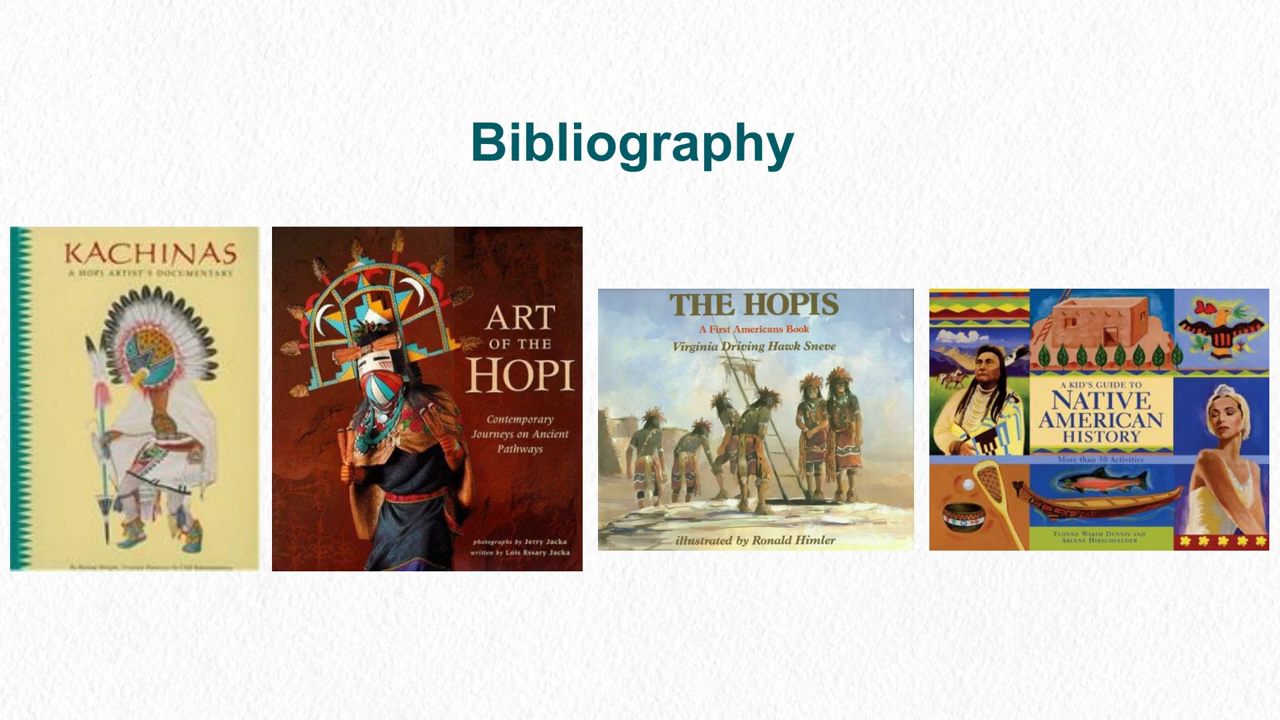 Bibliography
KACHINAS
A HOPI ARTIST'S DOCUMENTARY
ART
OF THE
HOPI
Contemporary
Journeys on Ancient
Pathways
photographs by Jerry Jacka
written by Lois Essary Jacka
THE HOPIS
A First Americans Book
Virginia Driving Hawk Sneve
illustrated by Ronald Himler
A KID'S GUIDE TO
NATIVE
AMERICAN
HISTORY
More than 50 Activities
YVONNE WAKIM DENNIS AND
ARLENE HIRSCHFELDER